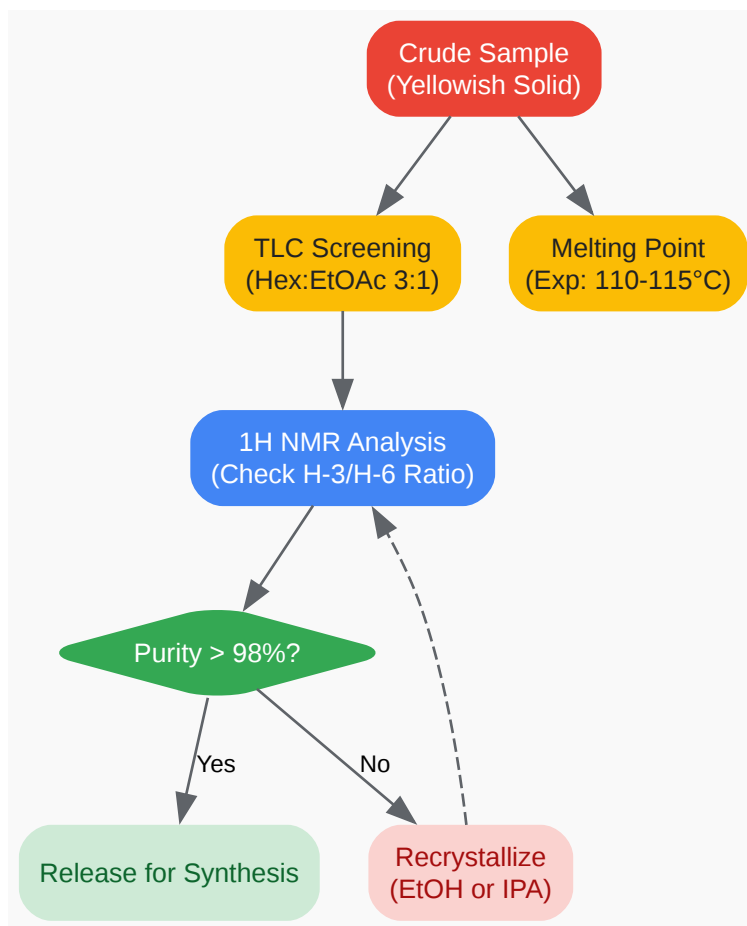 Crude Sample
(Yellowish Solid)
TLC Screening
(Hex:EtOAc 3:1)
Melting Point
(Exp: 110-115°C)
1H NMR Analysis
(Check H-3/H-6 Ratio)
Purity > 98%?
Yes
No
Release for Synthesis
Recrystallize
(EtOH or IPA)